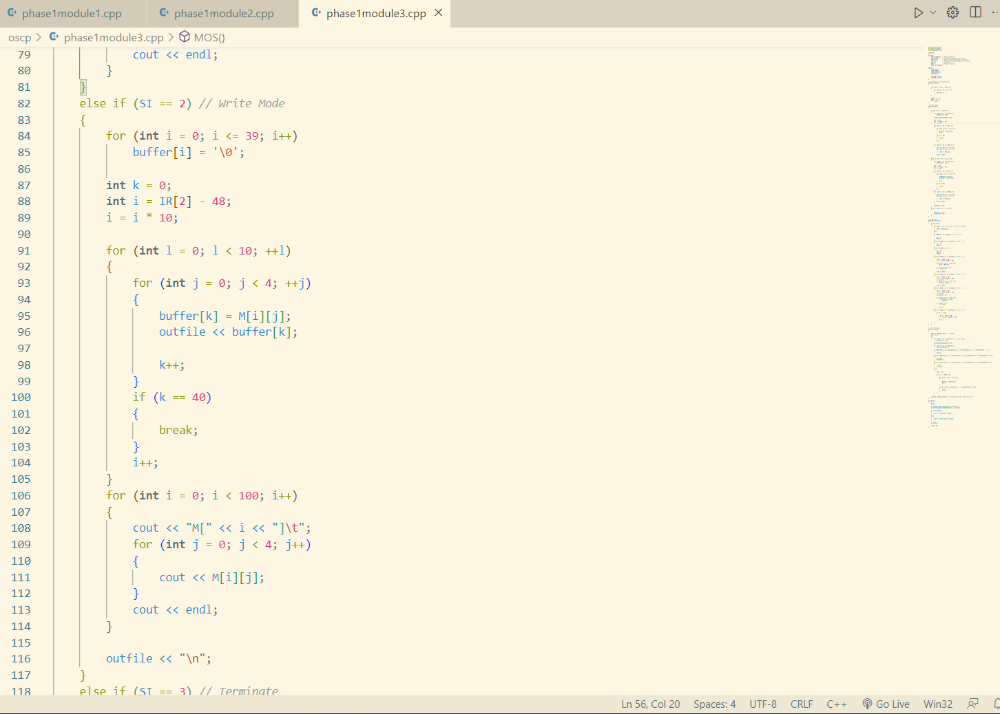 phase1module1.cpp phase1module2.cpp phase1module3.cpp
oscp > phase1module3.cpp > MOS()
79 cout << endl;
80 }
81 }
82 else if (SI == 2) // Write Mode
83 {
84 for (int i = 0; i <= 39; i++)
85 buffer[i] = '\0';
86
87 int k = 0;
88 int i = IR[2] - 48;
89 i = i * 10;
90
91 for (int l = 0; l < 10; ++l)
92 {
93 for (int j = 0; j < 4; ++j)
94 {
95 buffer[k] = M[i][j];
96 outfile << buffer[k];
97
98 k++;
99 }
100 if (k == 40)
101 {
102 break;
103 }
104 i++;
105 }
106 for (int i = 0; i < 100; i++)
107 {
108 cout << "M[" << i << "]\t";
109 for (int j = 0; j < 4; j++)
110 {
111 cout << M[i][j];
112 }
113 cout << endl;
114 }
115
116 outfile << "\n";
117 }
118 else if (SI == 3) // Terminate
Ln 56, Col 20 Spaces: 4 UTF-8 CRLF C++ Go Live Win32